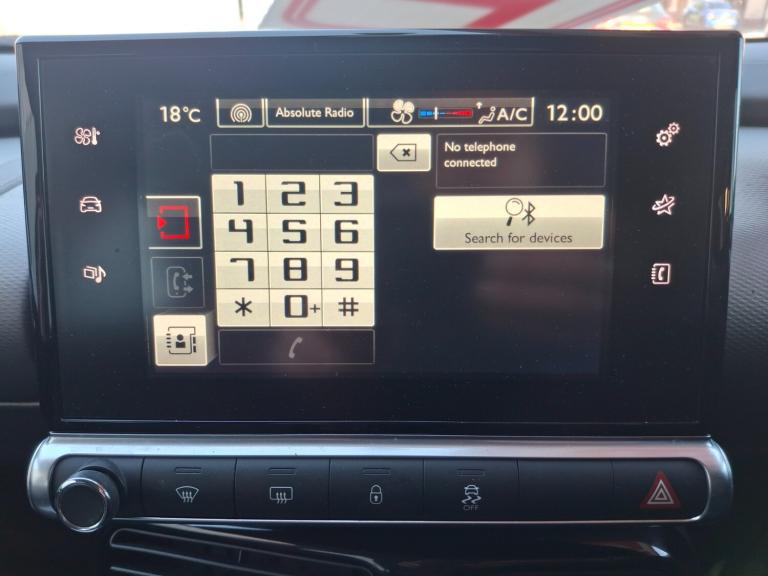 18°C Absolute Radio A/C 12:00
No telephone
connected
1 2 3
4 5 6
7 8 9
* 0+ #
Search for devices
OFF